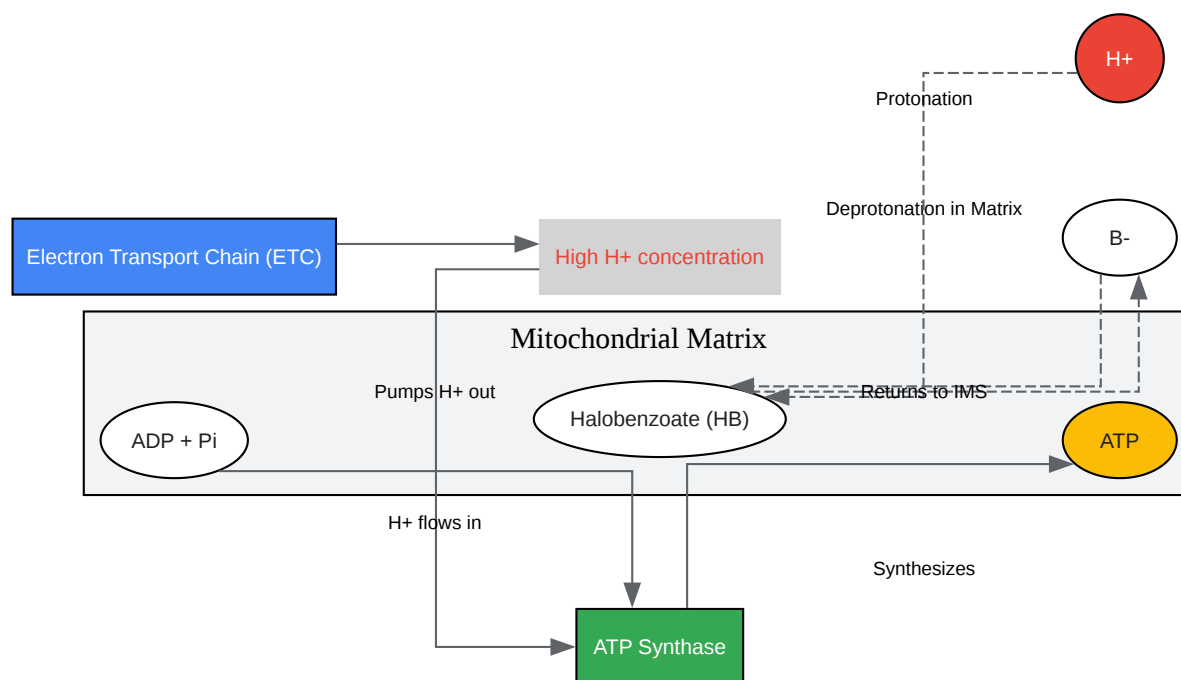 H+
Protonation
Deprotonation in Matrix
B-
Electron Transport Chain (ETC)
High H+ concentration
Mitochondrial Matrix
Pumps H+ out
Returns to IMS
Halobenzoate (HB)
ADP + Pi
ATP
H+ flows in
Synthesizes
ATP Synthase